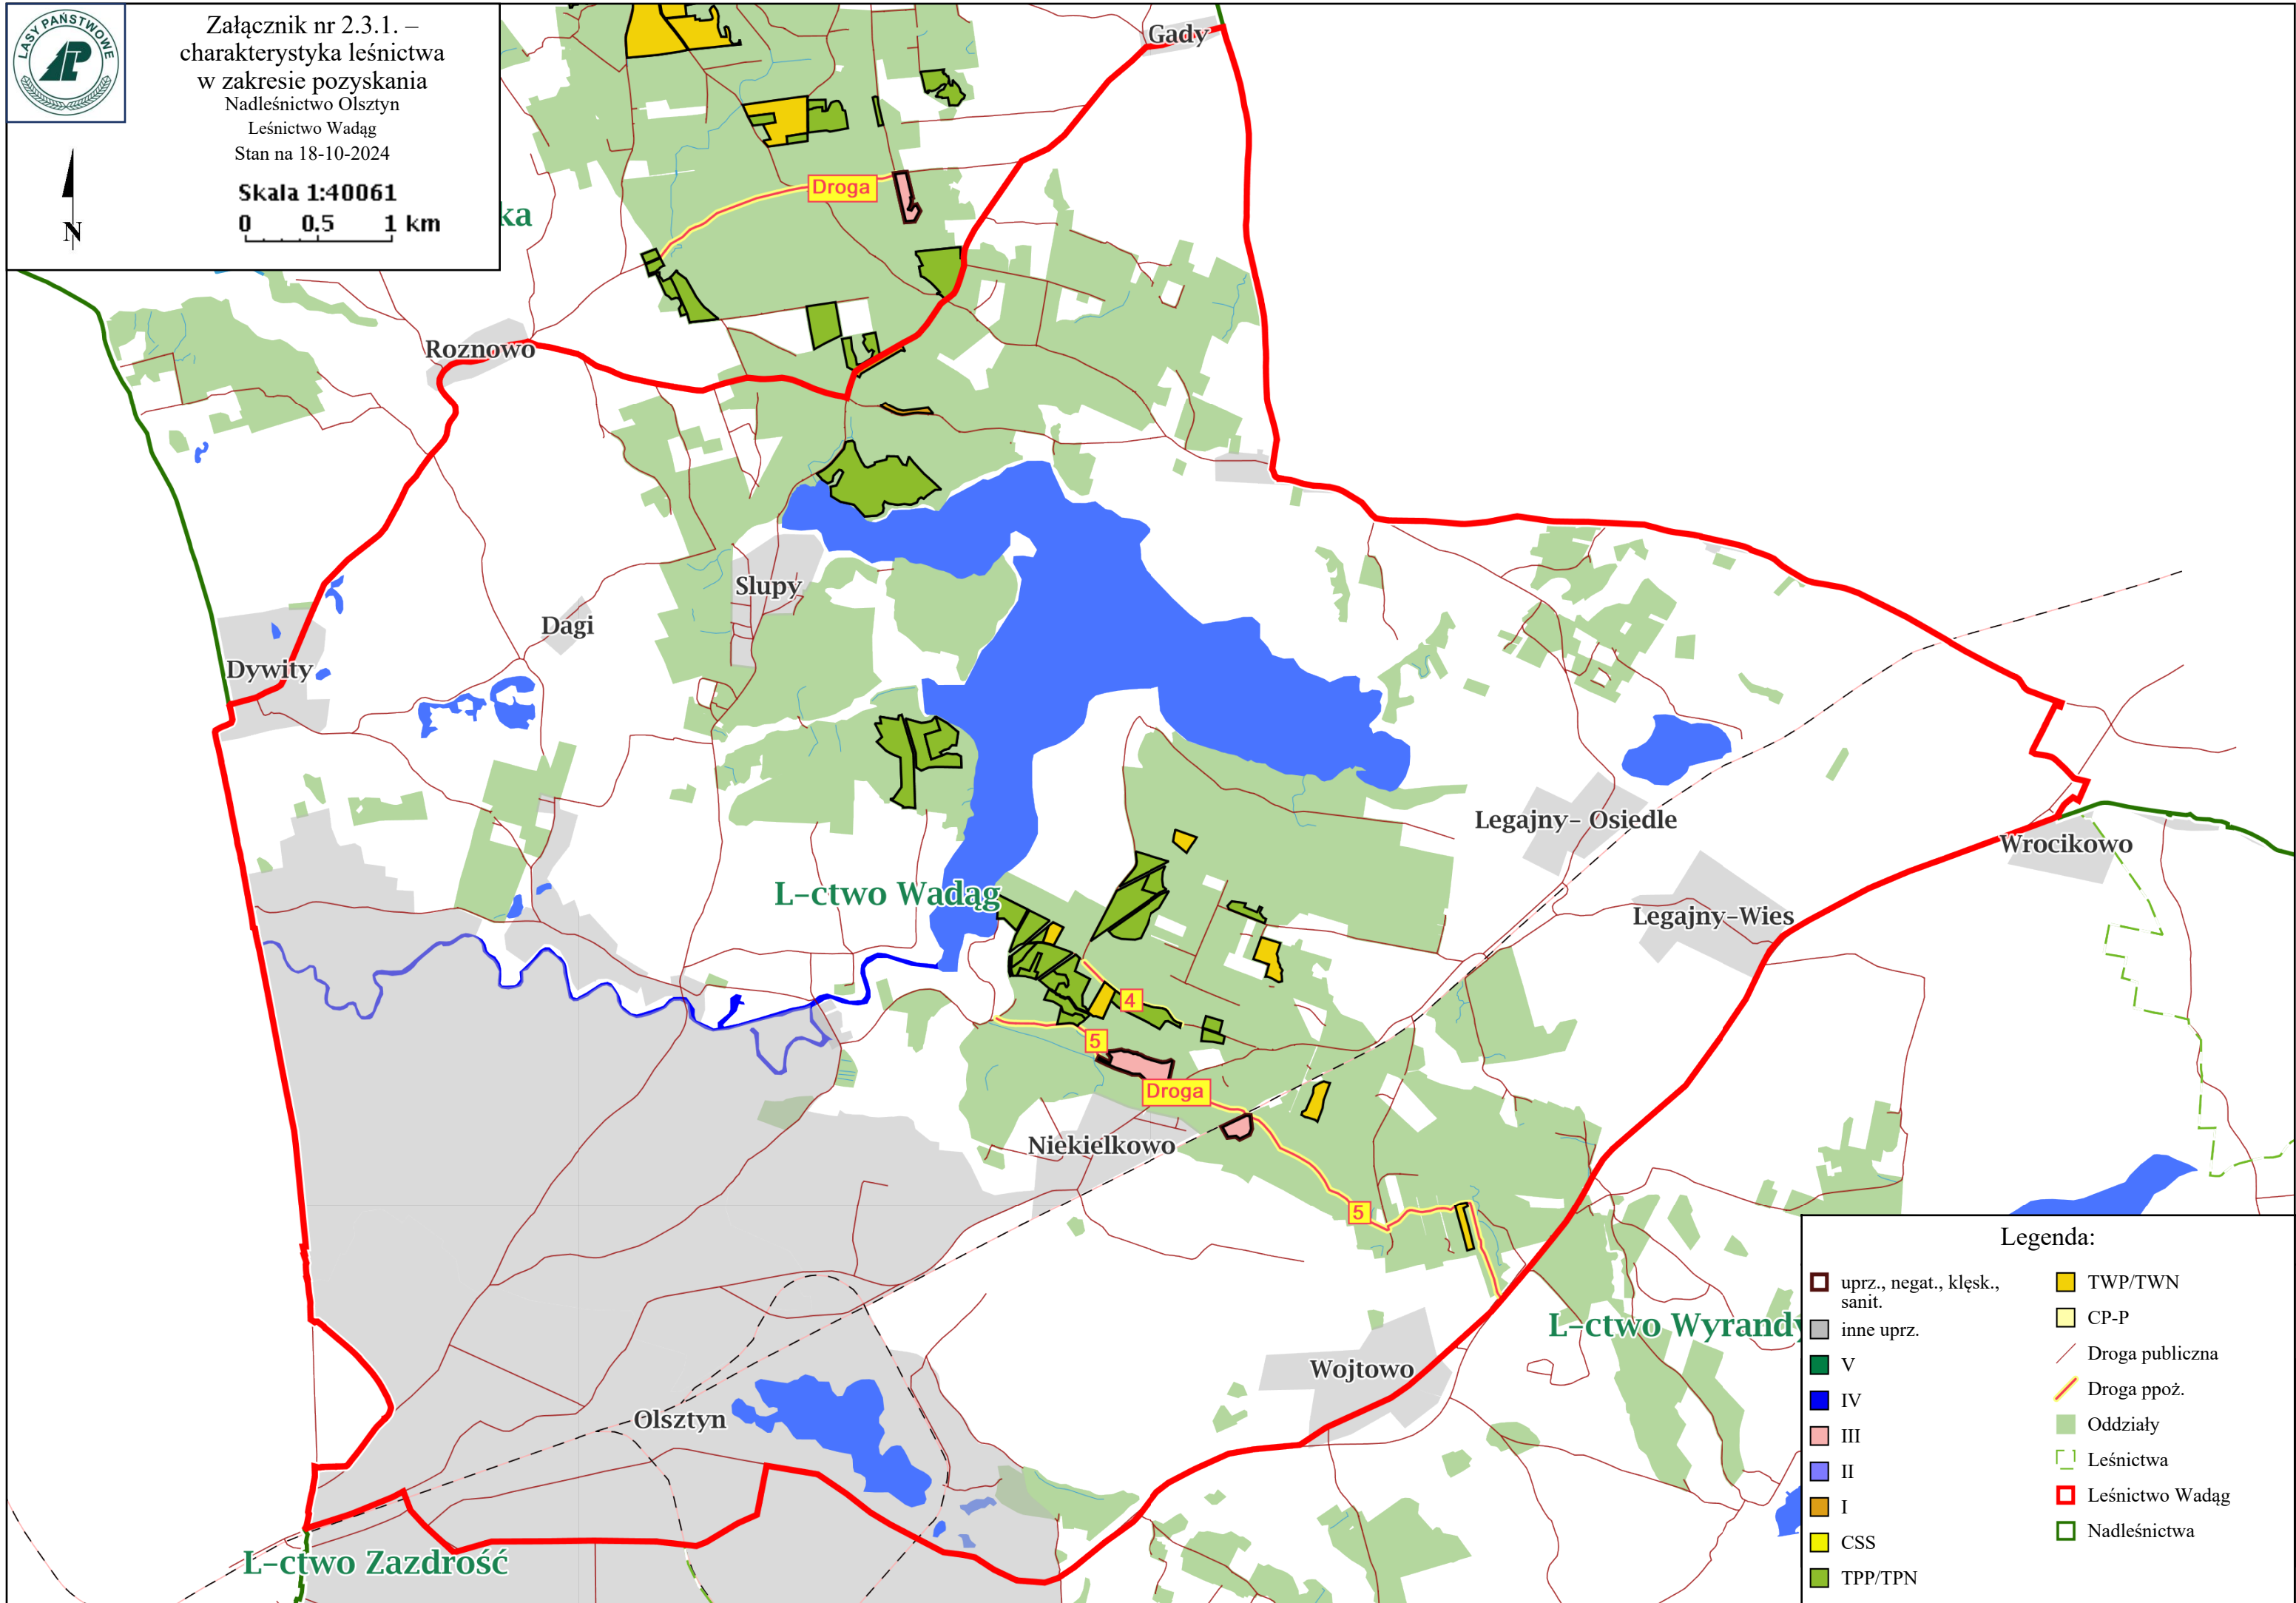 LASY PAŃSTWOWE
Załącznik nr 2.3.1. –
charakterystyka leśnictwa
w zakresie pozyskania
Nadleśnictwo Olsztyn
Leśnictwo Wadąg
Stan na 18-10-2024
Skala 1:40061
0 0.5 1 km
N
ka
Gady
Droga
Roznowo
Slupy
Dagi
Dywity
Legajny- Osiedle
Wrocikowo
L-ctwo Wadąg
Legajny-Wies
4
5
Droga
Niekielkowo
5
L-ctwo Wyrandy
Wojtowo
Olsztyn
L-ctwo Zazdrość
Legenda:
uprz., negat., klęsk.,
sanit.
inne uprz.
V
IV
III
II
I
CSS
TPP/TPN
TWP/TWN
CP-P
Droga publiczna
Droga ppoż.
Oddziały
Leśnictwa
Leśnictwo Wadąg
Nadleśnictwa